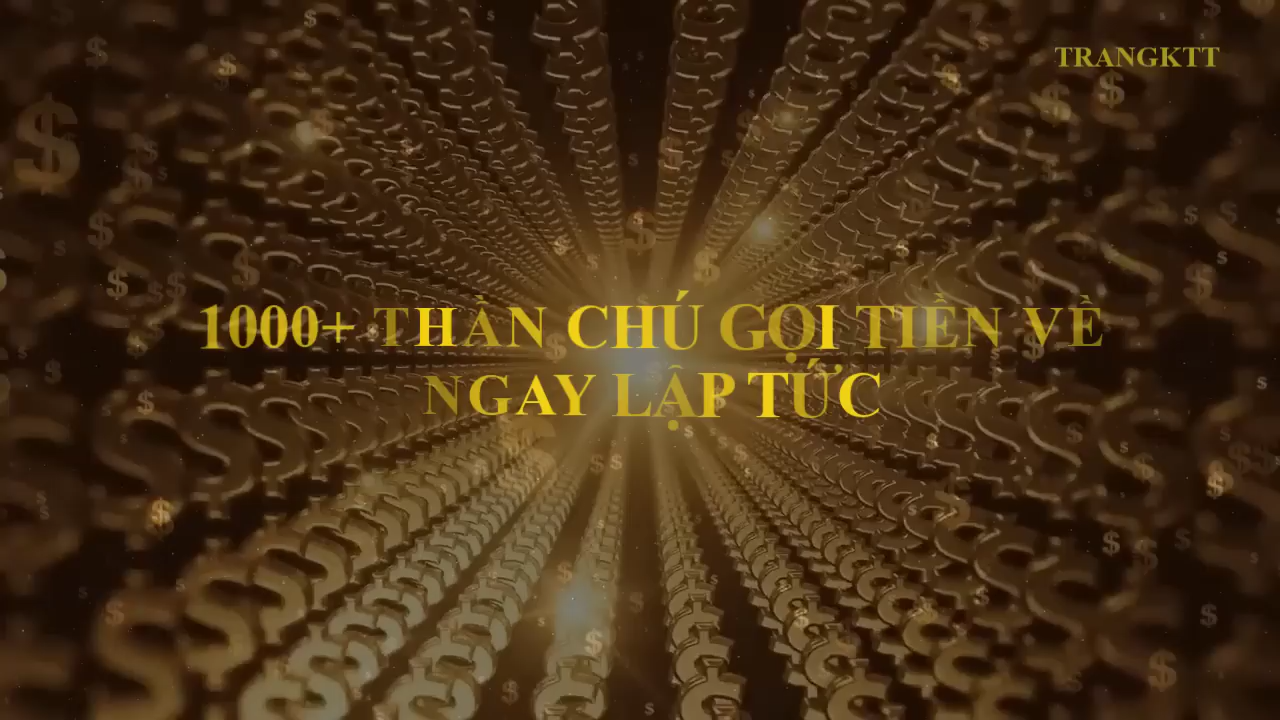 TRANGKTT
1000+ THẦN CHÚ GỌI TIỀN VỀ
NGAY LẬP TỨC